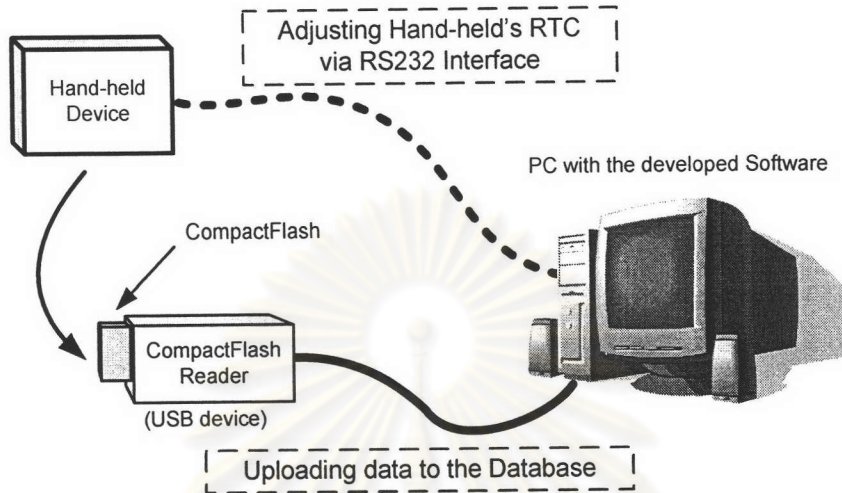 Adjusting Hand-held's RTC
via RS232 Interface
Hand-held
Device
PC with the developed Software
CompactFlash
CompactFlash
Reader
(USB device)
Uploading data to the Database